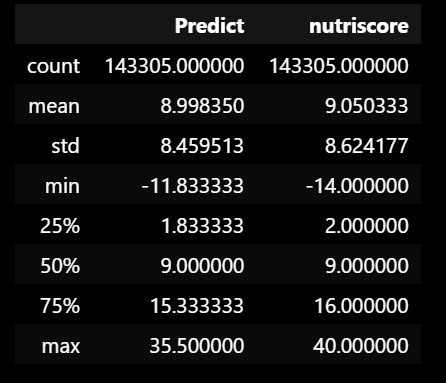 Predict nutriscore
count 143305.000000 143305.000000
mean 8.998350 9.050333
std 8.459513 8.624177
min -11.833333 -14.000000
25% 1.833333 2.000000
50% 9.000000 9.000000
75% 15.333333 16.000000
max 35.500000 40.000000